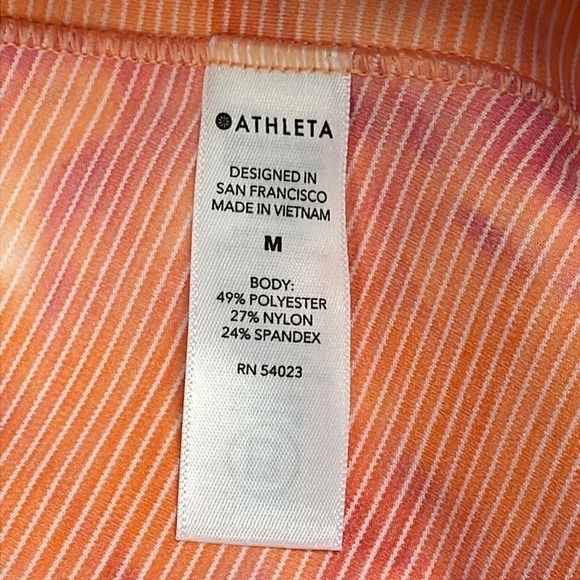 ATHLETA
DESIGNED IN
SAN FRANCISCO
MADE IN VIETNAM
M
BODY:
49% POLYESTER
27% NYLON
24% SPANDEX
RN 54023